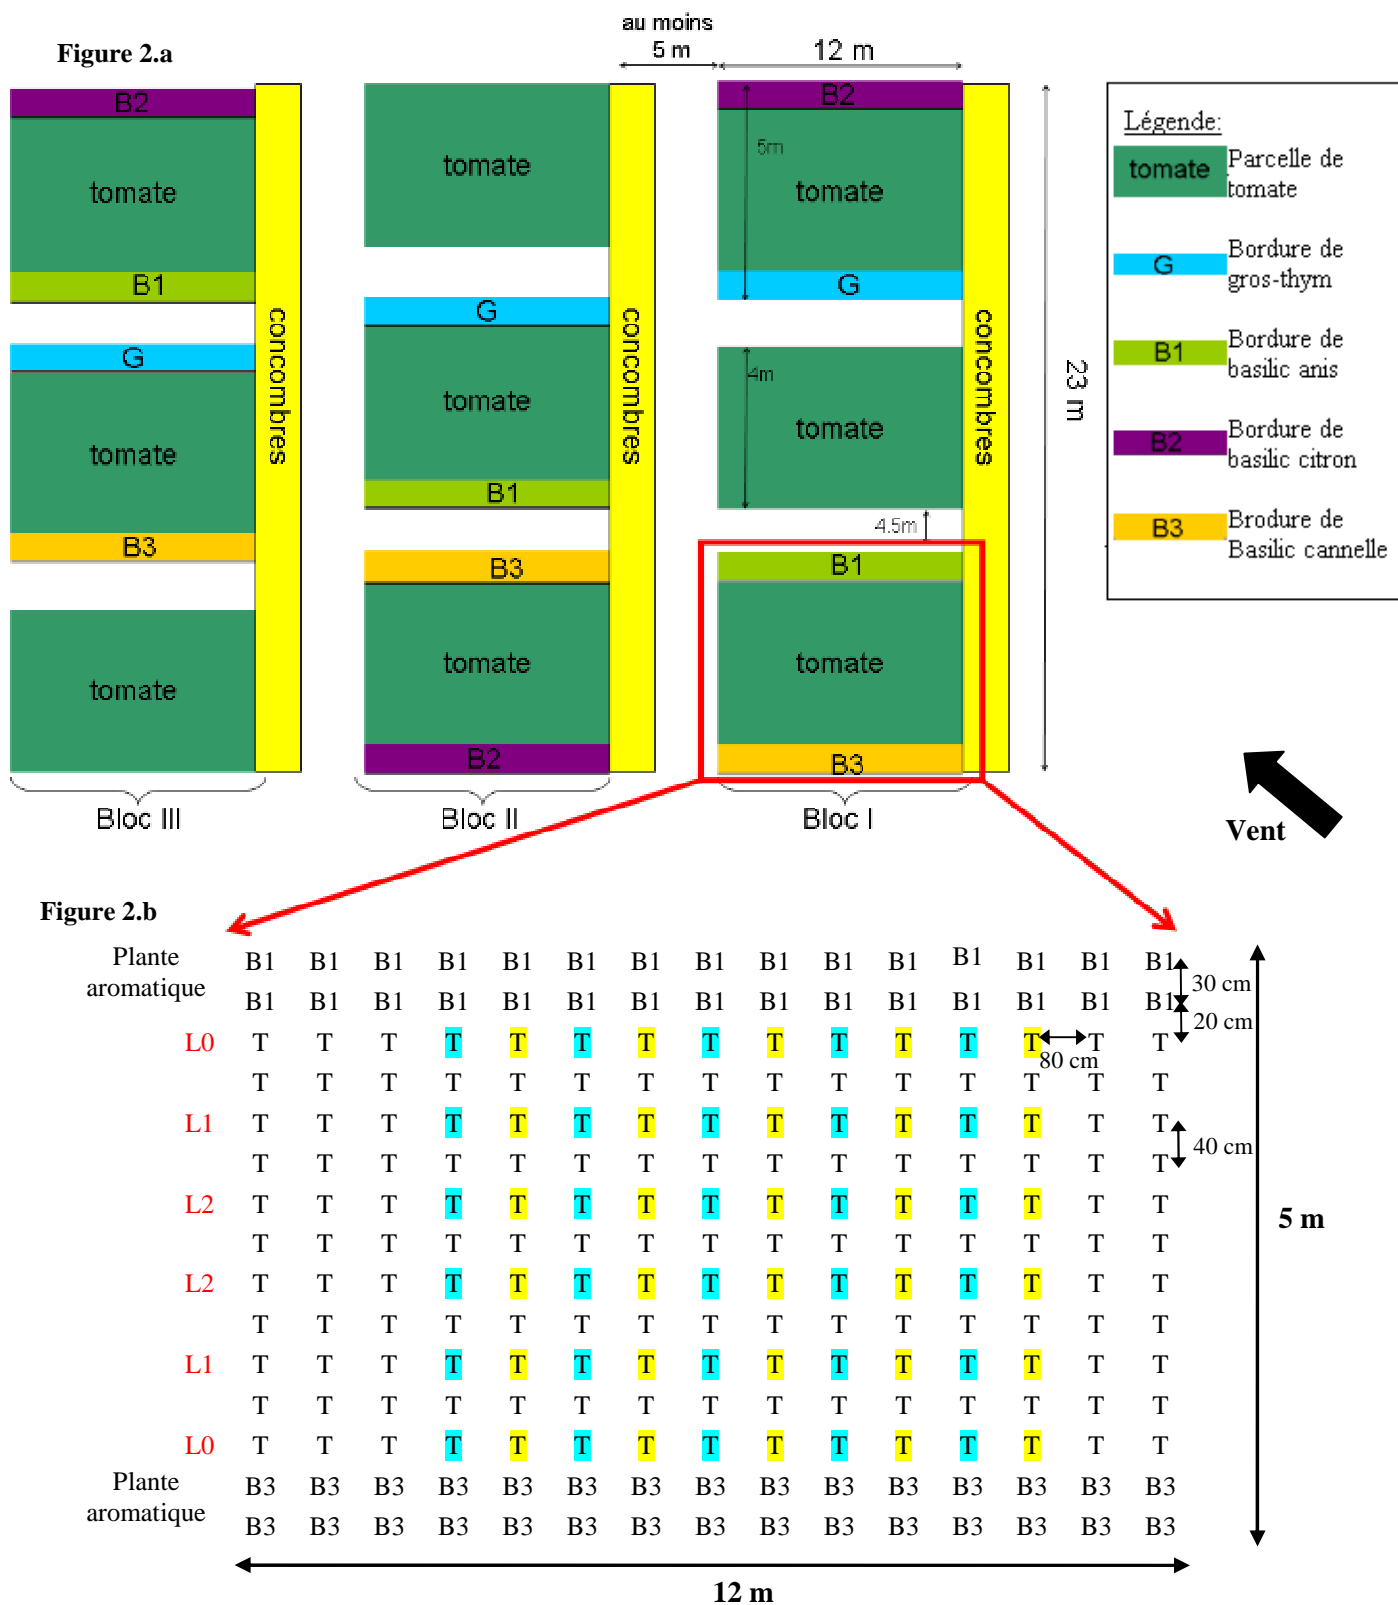 Figure 2.a
au moins
5 m
12 m
B2
tomate
B1
G
tomate
B3
tomate
concombres
Bloc III
tomate
G
tomate
B1
B3
tomate
B2
concombres
Bloc II
B2
5m
tomate
G
4m
tomate
4.5m
B1
tomate
B3
concombres
Bloc I
23 m
Légende:
tomate Parcelle de
tomate
G Bordure de
gros-thym
B1 Bordure de
basilic anis
B2 Bordure de
basilic citron
B3 Brodure de
Basilic cannelle
Vent
Figure 2.b
Plante
aromatique
B1 B1 B1 B1 B1 B1 B1 B1 B1 B1 B1 B1 B1 B1 B1
30 cm
B1 B1 B1 B1 B1 B1 B1 B1 B1 B1 B1 B1 B1 B1 B1
20 cm
L0 T T T T T T T T T T T T T T T
80 cm
T T T T T T T T T T T T T T T
L1 T T T T T T T T T T T T T T T
40 cm
T T T T T T T T T T T T T T T
L2 T T T T T T T T T T T T T T T
5 m
T T T T T T T T T T T T T T T
L2 T T T T T T T T T T T T T T T
T T T T T T T T T T T T T T T
L1 T T T T T T T T T T T T T T T
T T T T T T T T T T T T T T T
L0 T T T T T T T T T T T T T T T
Plante
aromatique
B3 B3 B3 B3 B3 B3 B3 B3 B3 B3 B3 B3 B3 B3 B3
B3 B3 B3 B3 B3 B3 B3 B3 B3 B3 B3 B3 B3 B3 B3
12 m